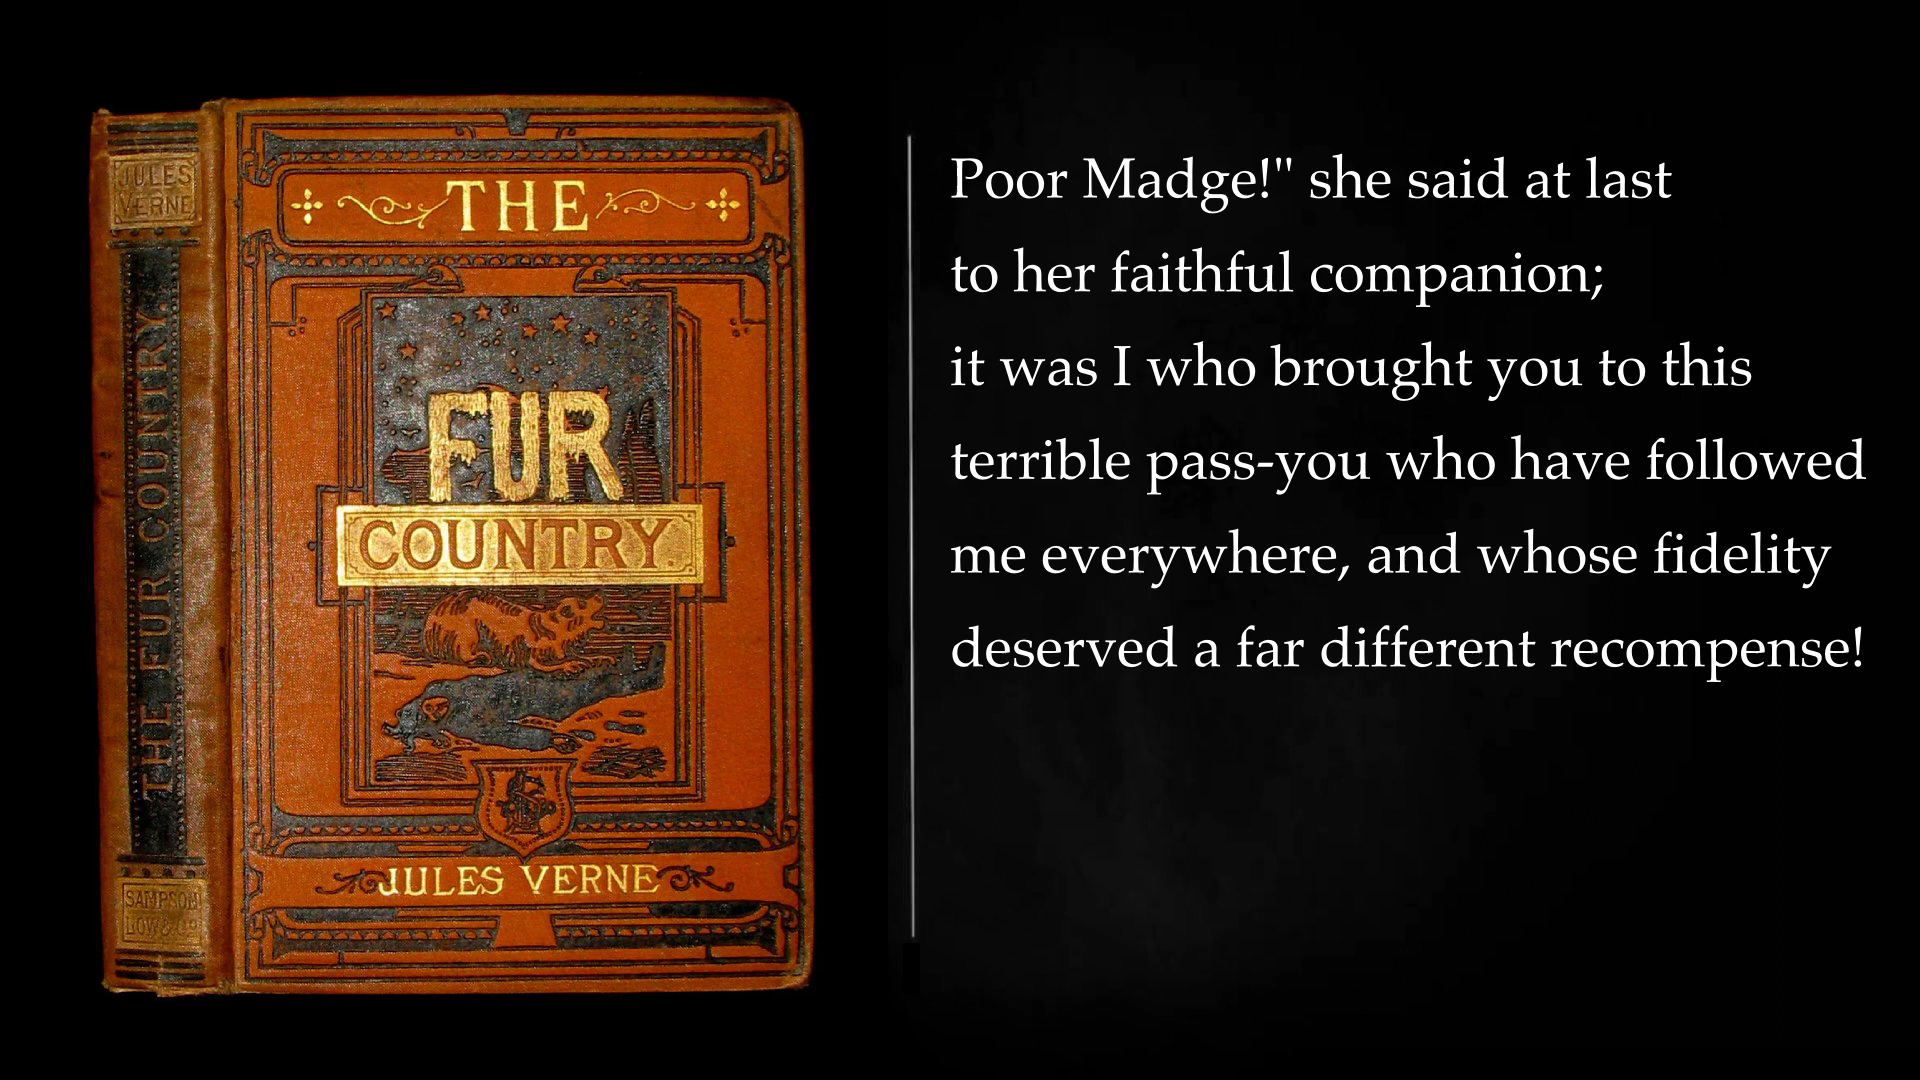 JULES
VERNE
THE FUR COUNTRY.
SAMPSON
LOW & Co
THE
FUR
COUNTRY.
JULES VERNE
Poor Madge!" she said at last
to her faithful companion;
it was I who brought you to this
terrible pass-you who have followed
me everywhere, and whose fidelity
deserved a far different recompense!